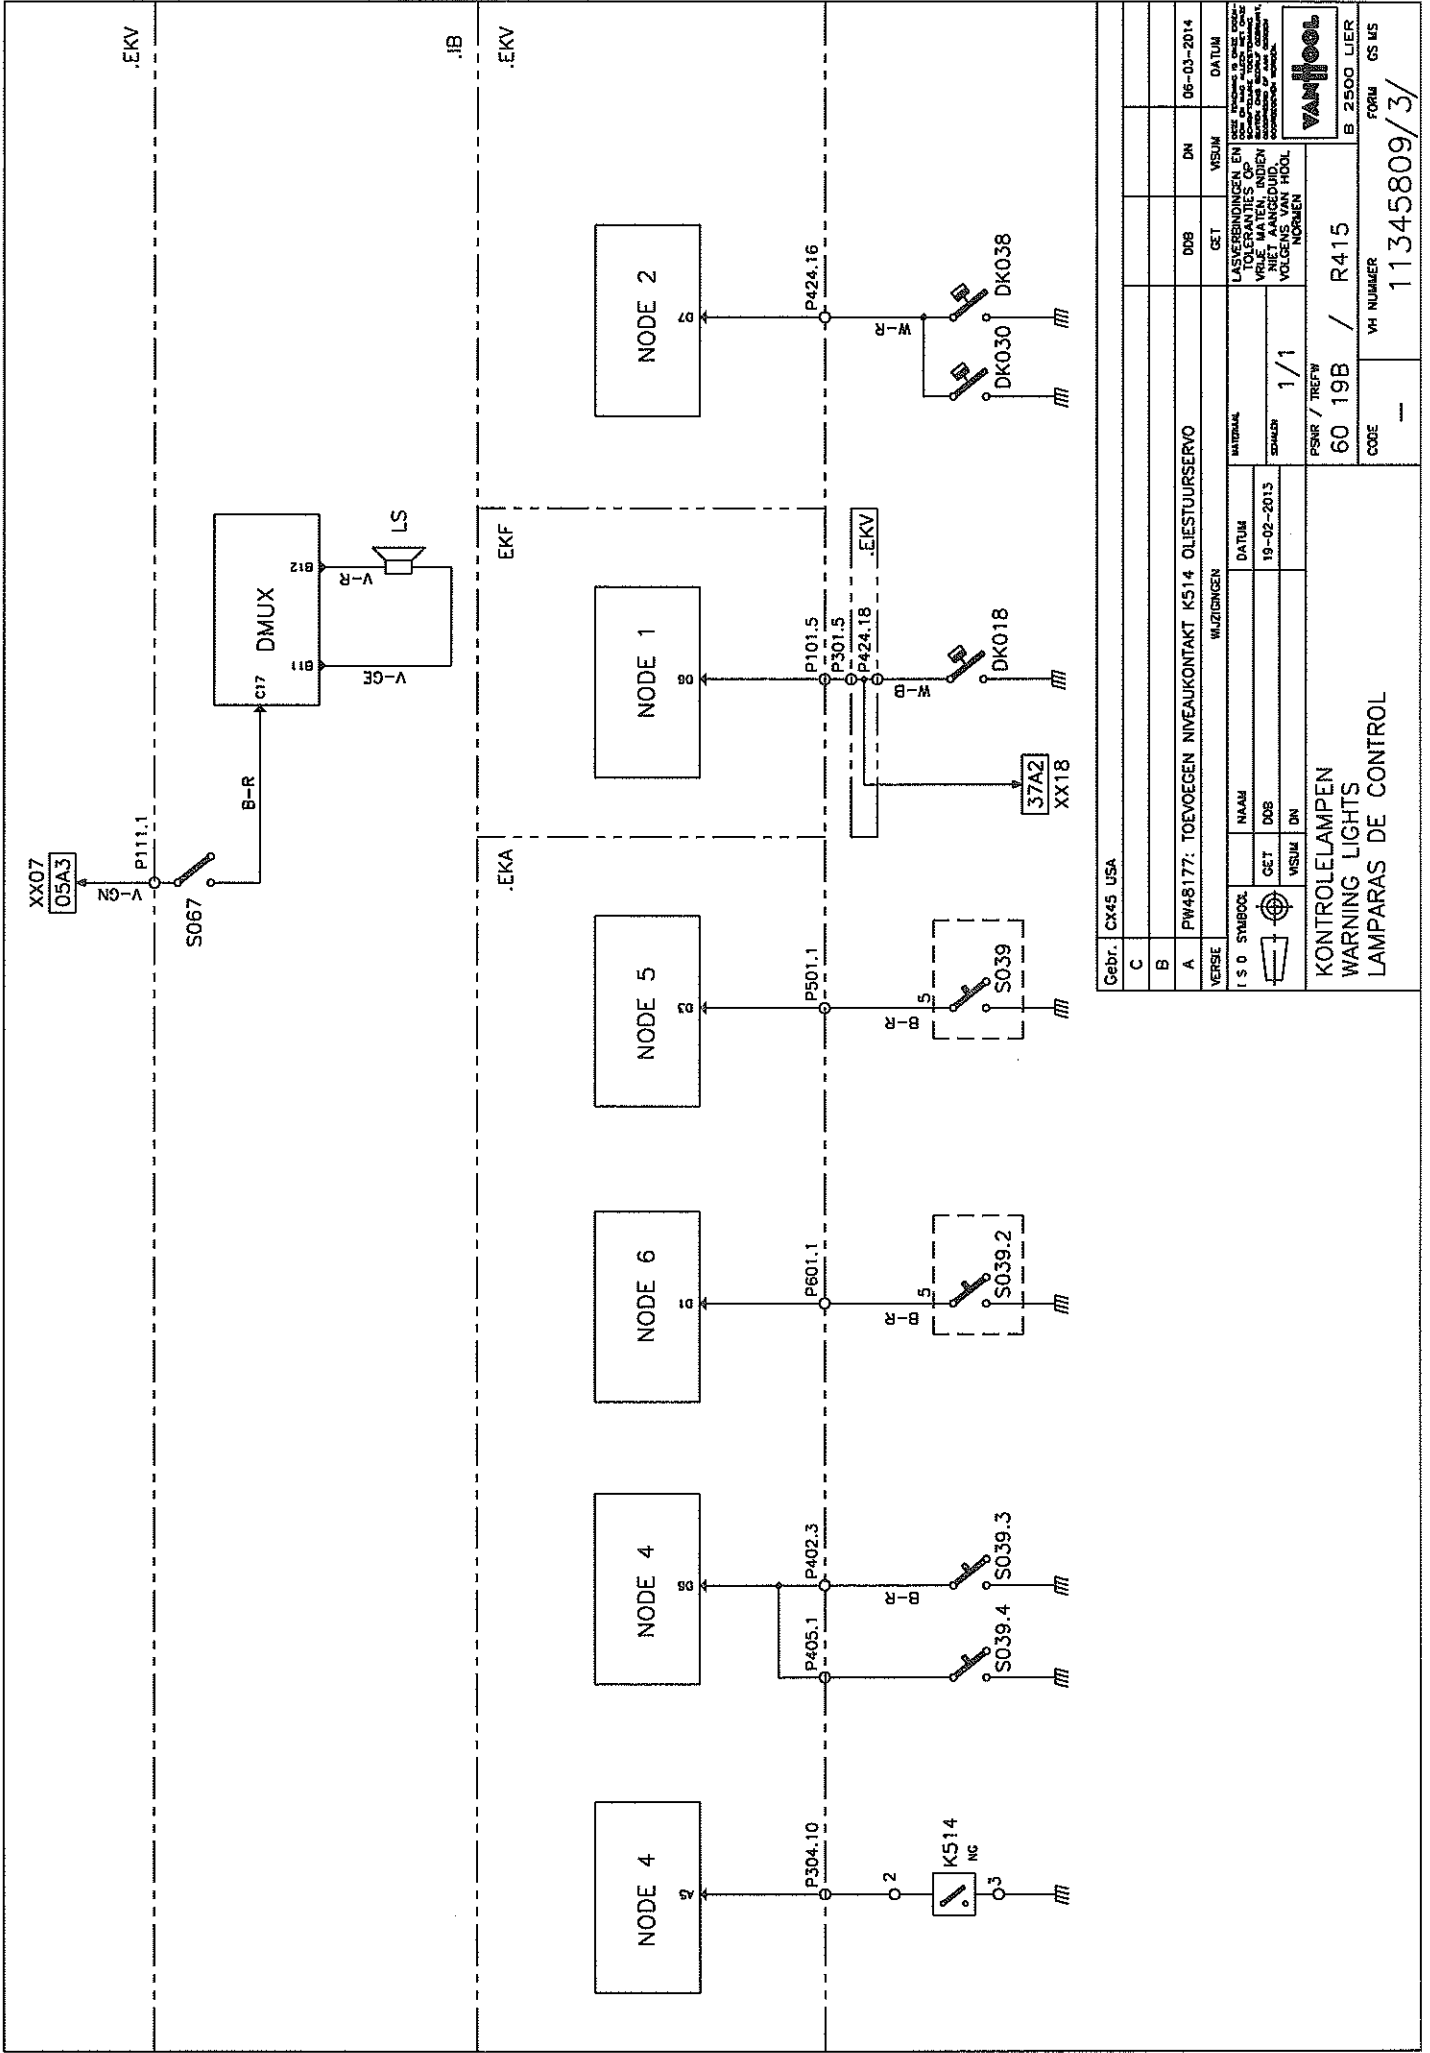 .EKV
XX07
05A3
V-GN
P111.1
S067
B-R
C17
DMUX
B11
B12
V-GE
V-R
LS
.IB
.EKV
.EKA
EKF
NODE 4
A5
P304.10
2
K514
NC
3
NODE 4
D5
P405.1
P402.3
B-R
S039.4
S039.3
NODE 6
D1
P601.1
B-R
5
S039.2
NODE 5
D3
P501.1
B-R
5
S039
NODE 1
D6
P101.5
P301.5
P424.18
.EKV
W-B
DK018
37A2
XX18
NODE 2
D7
P424.16
W-R
DK030
DK038
Gebr. CX45 USA
C
B
A PW48177: TOEVOEGEN NIVEAUKONTAKT K514 OLIESTUURSERVO DDB DN 06-03-2014
VERSIE WIJZIGINGEN GET VISUM DATUM
ISO SYMBOOL
NAAM DATUM
GET DDB 19-02-2013
VISUM DN
MATERIAAL
SCHALER
1/1
LASVERBINDINGEN EN
TOLERANTIES OP
VRIJE MATEN, INDIEN
NIET AANGEDUID,
VOLGENS VAN HOOL
NORMEN
VANHOOL
B 2500 LIER
KONTROLELAMPEN
WARNING LIGHTS
LAMPARAS DE CONTROL
PSNR / TREFW
60 19B / R415
CODE
—
VH NUMMER
FORM GS MS
11345809/3/